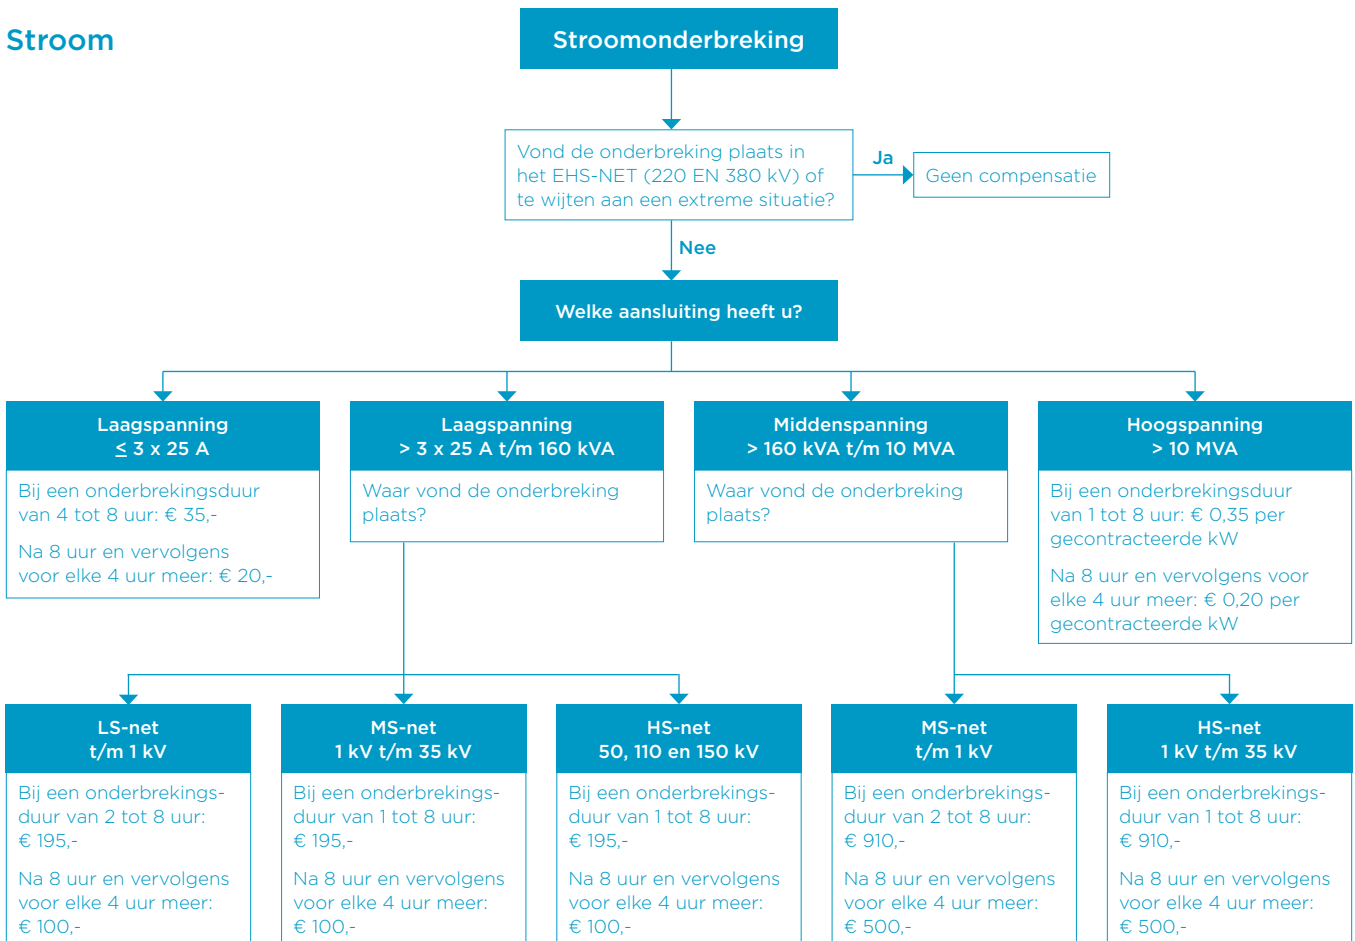 Stroom
Stroomonderbreking
Vond de onderbreking plaats in
het EHS-NET (220 EN 380 kV) of
te wijten aan een extreme situatie?
Ja
Geen compensatie
Nee
Welke aansluiting heeft u?
Laagspanning
≤ 3 x 25 A
Bij een onderbrekingsduur
van 4 tot 8 uur: € 35,-
Na 8 uur en vervolgens
voor elke 4 uur meer: € 20,-
Laagspanning
> 3 x 25 A t/m 160 kVA
Waar vond de onderbreking
plaats?
Middenspanning
> 160 kVA t/m 10 MVA
Waar vond de onderbreking
plaats?
Hoogspanning
> 10 MVA
Bij een onderbrekingsduur
van 1 tot 8 uur: € 0,35 per
gecontracteerde kW
Na 8 uur en vervolgens voor
elke 4 uur meer: € 0,20 per
gecontracteerde kW
LS-net
t/m 1 kV
Bij een onderbrekings-
duur van 2 tot 8 uur:
€ 195,-
Na 8 uur en vervolgens
voor elke 4 uur meer:
€ 100,-
MS-net
1 kV t/m 35 kV
Bij een onderbrekings-
duur van 1 tot 8 uur:
€ 195,-
Na 8 uur en vervolgens
voor elke 4 uur meer:
€ 100,-
HS-net
50, 110 en 150 kV
Bij een onderbrekings-
duur van 1 tot 8 uur:
€ 195,-
Na 8 uur en vervolgens
voor elke 4 uur meer:
€ 100,-
MS-net
t/m 1 kV
Bij een onderbrekings-
duur van 2 tot 8 uur:
€ 910,-
Na 8 uur en vervolgens
voor elke 4 uur meer:
€ 500,-
HS-net
1 kV t/m 35 kV
Bij een onderbrekings-
duur van 1 tot 8 uur:
€ 910,-
Na 8 uur en vervolgens
voor elke 4 uur meer:
€ 500,-